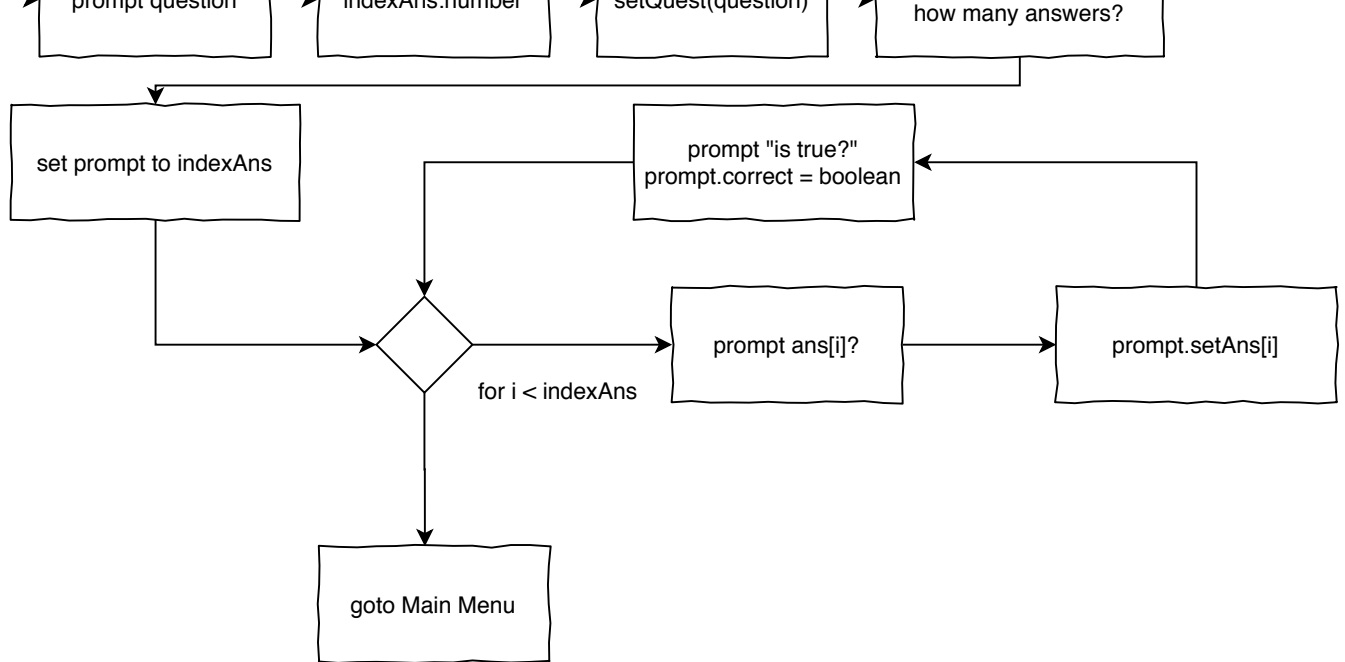 prompt question
indexAns.number
setQuest(question)
how many answers?
set prompt to indexAns
prompt "is true?"
prompt.correct = boolean
prompt ans[i]?
prompt.setAns[i]
for i < indexAns
goto Main Menu